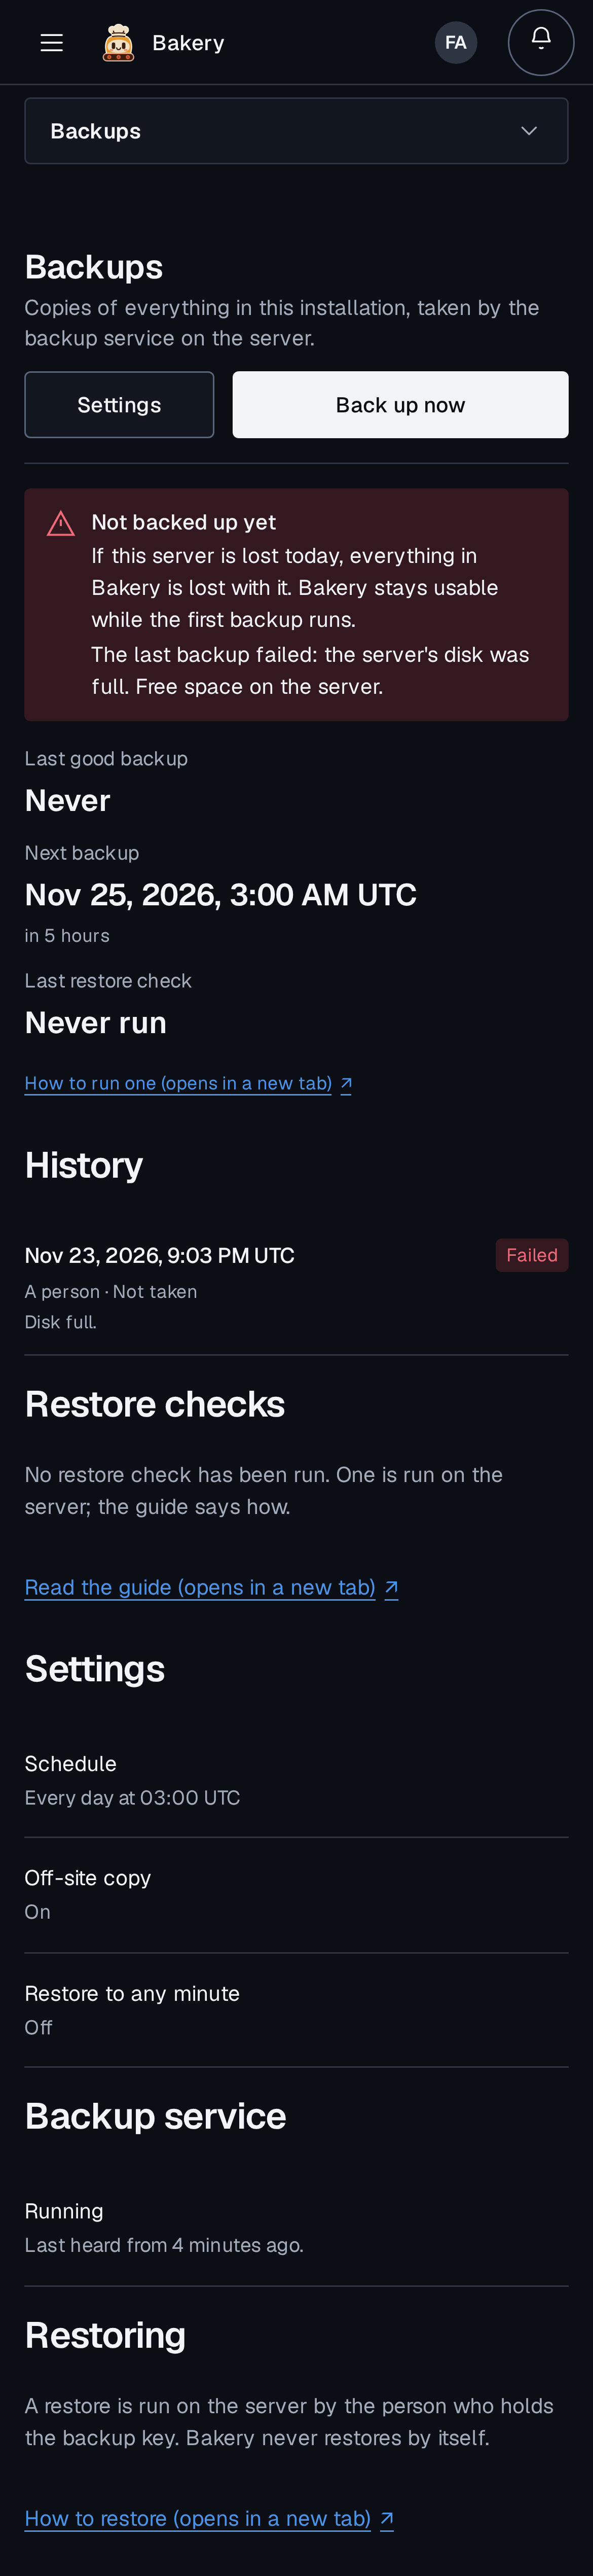 Bakery
FA
Backups
Backups
Copies of everything in this installation, taken by the
backup service on the server.
Settings
Back up now
Not backed up yet
If this server is lost today, everything in
Bakery is lost with it. Bakery stays usable
while the first backup runs.
The last backup failed: the server's disk was
full. Free space on the server.
Last good backup
Never
Next backup
Nov 25, 2026, 3:00 AM UTC
in 5 hours
Last restore check
Never run
How to run one (opens in a new tab) ↗
History
Nov 23, 2026, 9:03 PM UTC
Failed
A person · Not taken
Disk full.
Restore checks
No restore check has been run. One is run on the
server; the guide says how.
Read the guide (opens in a new tab) ↗
Settings
Schedule
Every day at 03:00 UTC
Off-site copy
On
Restore to any minute
Off
Backup service
Running
Last heard from 4 minutes ago.
Restoring
A restore is run on the server by the person who holds
the backup key. Bakery never restores by itself.
How to restore (opens in a new tab) ↗